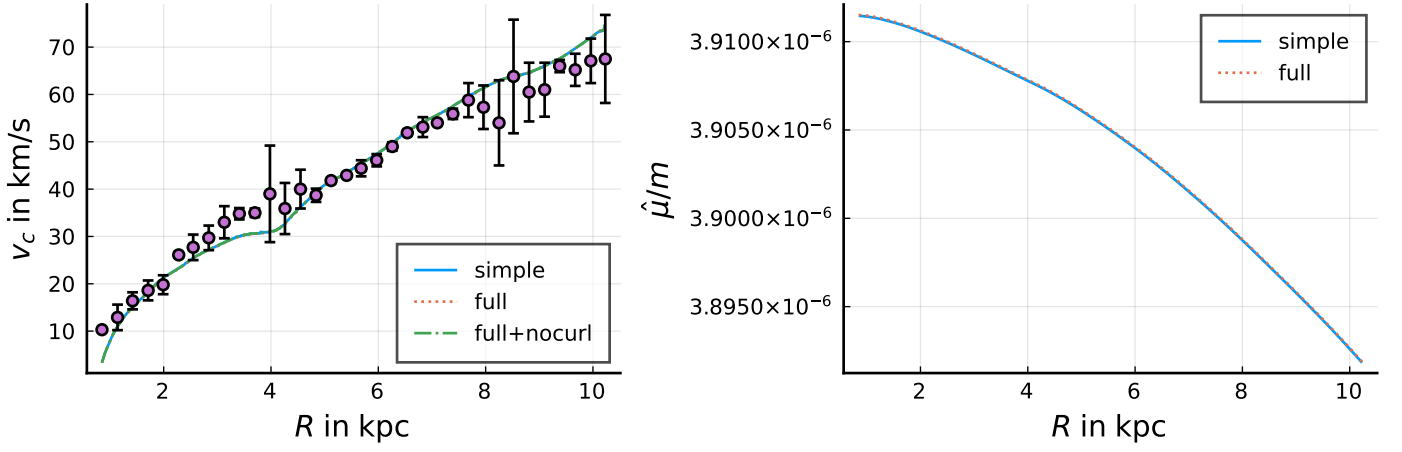 v_c in km/s
70
60
50
40
30
20
10
simple
full
full+nocurl
2
4
6
8
10
R in kpc
μ̂/m
3.9100×10⁻⁶
3.9050×10⁻⁶
3.9000×10⁻⁶
3.8950×10⁻⁶
simple
full
2
4
6
8
10
R in kpc